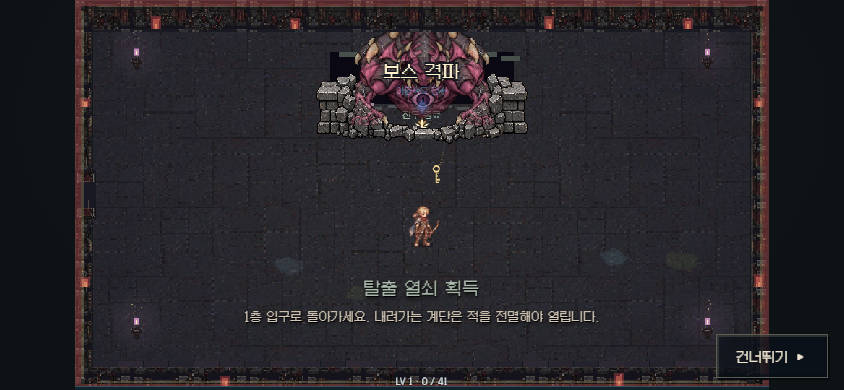 보스 격파
탈출 열쇠 획득
1층 입구로 돌아가세요. 내려가는 계단은 적을 전멸해야 열립니다.
건너뛰기 ▶
LV 1 · 0 / 41